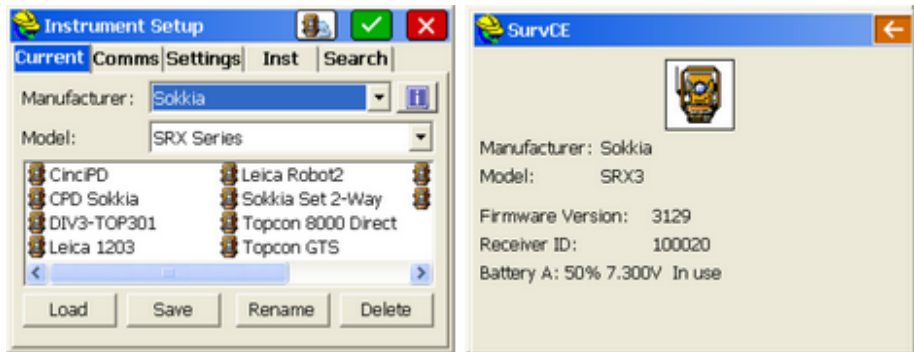 Instrument Setup
Current Comms Settings Inst Search
Manufacturer: Sokkia
Model: SRX Series
CinciPD Leica Robot2
CPD Sokkia Sokkia Set 2-Way
DIV3-TOP301 Topcon 8000 Direct
Leica 1203 Topcon GTS
Load Save Rename Delete
SurvCE
Manufacturer: Sokkia
Model: SRX3
Firmware Version: 3129
Receiver ID: 100020
Battery A: 50% 7.300V In use